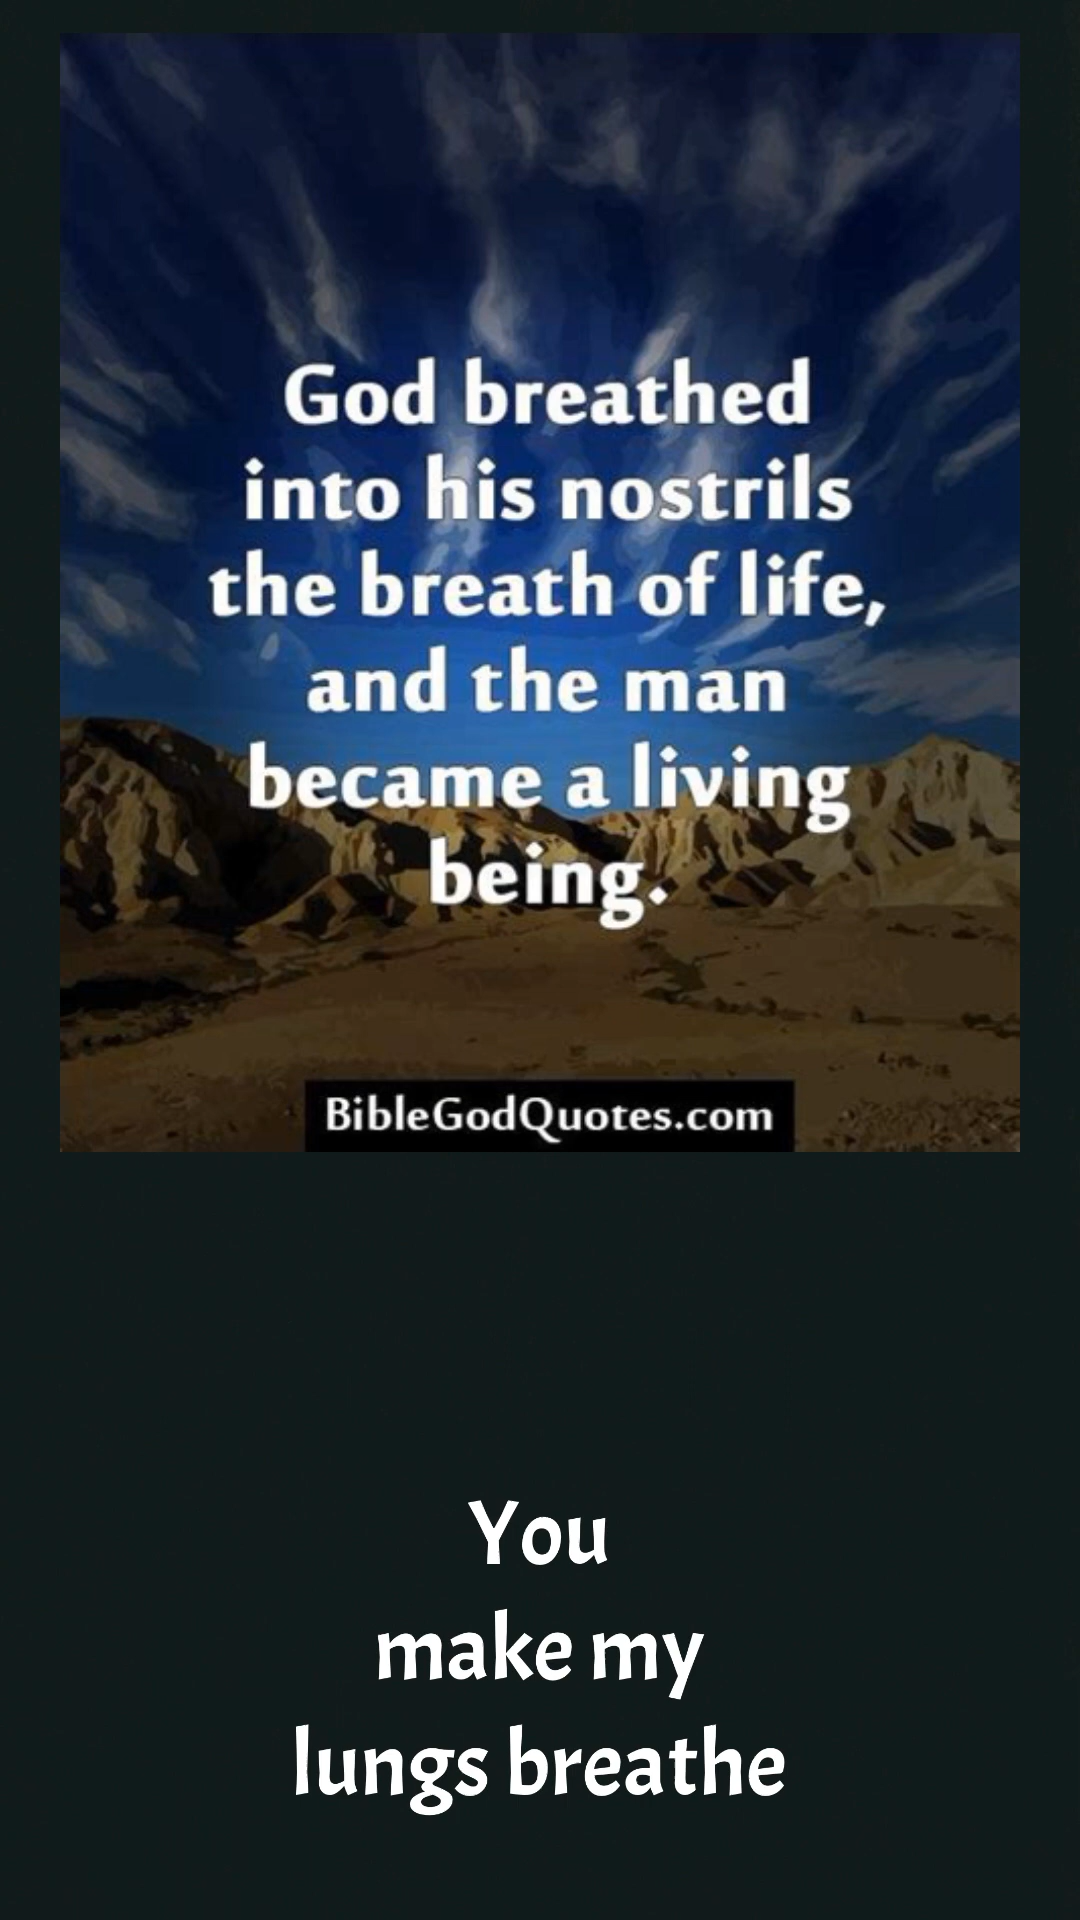 God breathed
into his nostrils
the breath of life,
and the man
became a living
being.
BibleGodQuotes.com
You
make my
lungs breathe